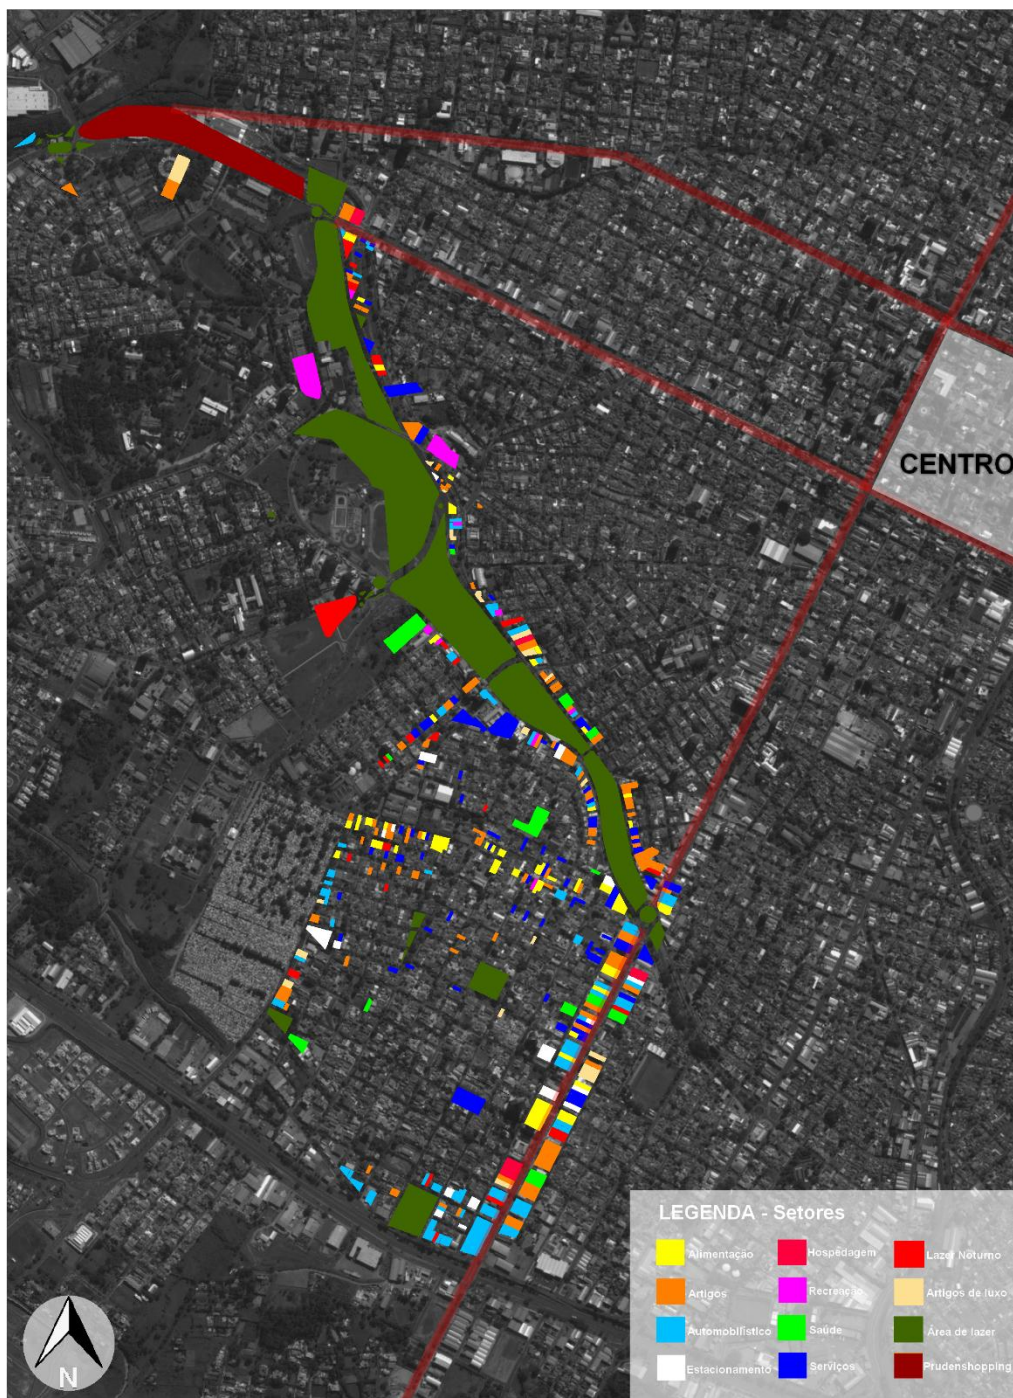 CENTRO
LEGENDA - Setores
Alimentação
Hospedagem
Lazer Noturno
Artigos
Recreação
Artigos de luxo
Automobilístico
Saúde
Área de lazer
Estacionamento
Serviços
Prudenshopping
N